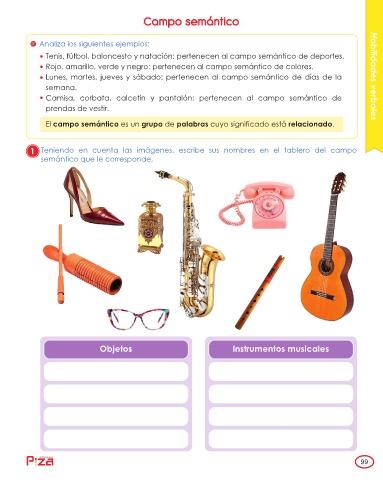 Campo semántico
Analiza los siguientes ejemplos:
• Tenis, fútbol, baloncesto y natación: pertenecen al campo semántico de deportes.
• Rojo, amarillo, verde y negro: pertenecen al campo semántico de colores.
• Lunes, martes, jueves y sábado: pertenecen al campo semántico de días de la
semana.
• Camisa, corbata, calcetín y pantalón: pertenecen al campo semántico de
prendas de vestir.
El campo semántico es un grupo de palabras cuyo significado está relacionado.
Habilidades verbales
1 Teniendo en cuenta las imágenes, escribe sus nombres en el tablero del campo
semántico que le corresponde.
Objetos
Instrumentos musicales
Piza
99